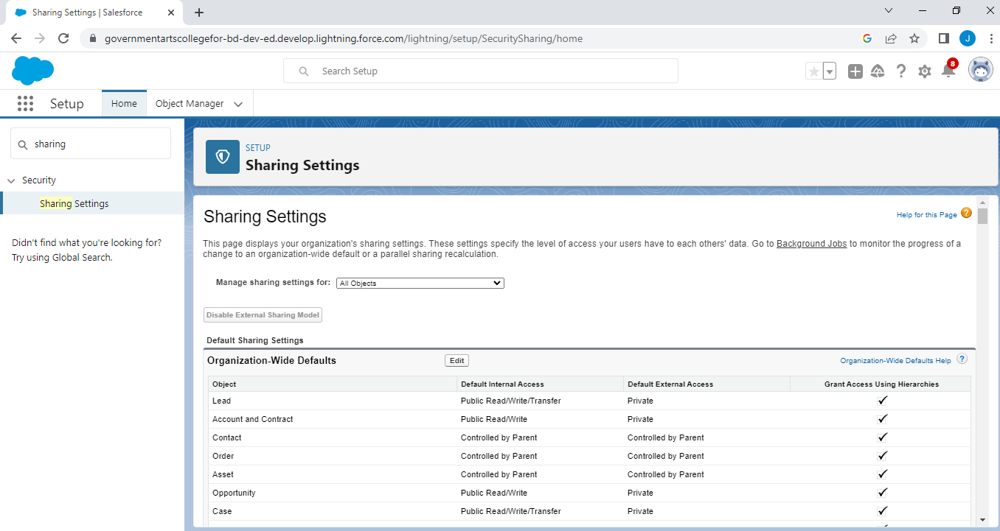 Sharing Settings | Salesforce
governmentartscollegefor-bd-dev-ed.develop.lightning.force.com/lightning/setup/SecuritySharing/home
J
Search Setup
8
Setup
Home
Object Manager
sharing
Security
Sharing Settings
Didn't find what you're looking for?
Try using Global Search.
SETUP
Sharing Settings
Sharing Settings
Help for this Page ?
This page displays your organization's sharing settings. These settings specify the level of access your users have to each others' data. Go to Background Jobs to monitor the progress of a
change to an organization-wide default or a parallel sharing recalculation.
Manage sharing settings for: All Objects
Disable External Sharing Model
Default Sharing Settings
Organization-Wide Defaults Edit Organization-Wide Defaults Help ?
Object Default Internal Access Default External Access Grant Access Using Hierarchies
Lead Public Read/Write/Transfer Private ✓
Account and Contract Public Read/Write Private ✓
Contact Controlled by Parent Controlled by Parent ✓
Order Controlled by Parent Controlled by Parent ✓
Asset Controlled by Parent Controlled by Parent ✓
Opportunity Public Read/Write Private ✓
Case Public Read/Write/Transfer Private ✓